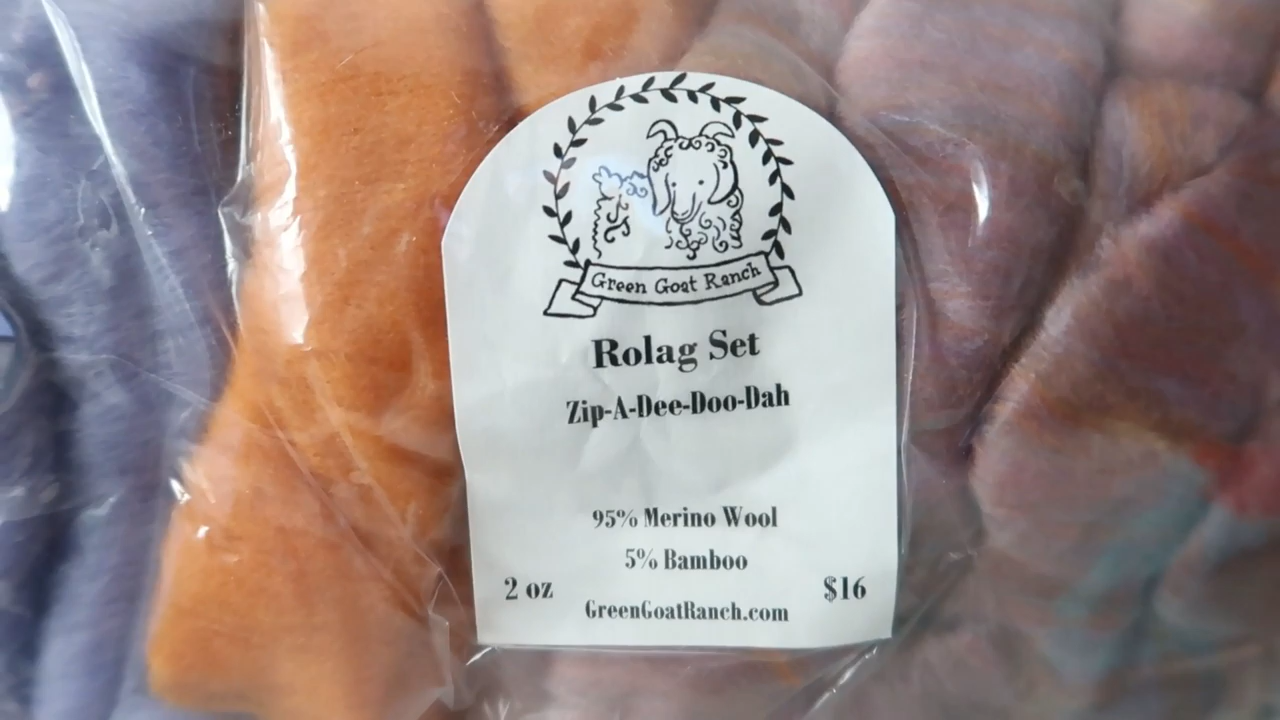 Green Goat Ranch
Rolag Set
Zip-A-Dee-Doo-Dah
95% Merino Wool
5% Bamboo
2 oz
$16
GreenGoatRanch.com